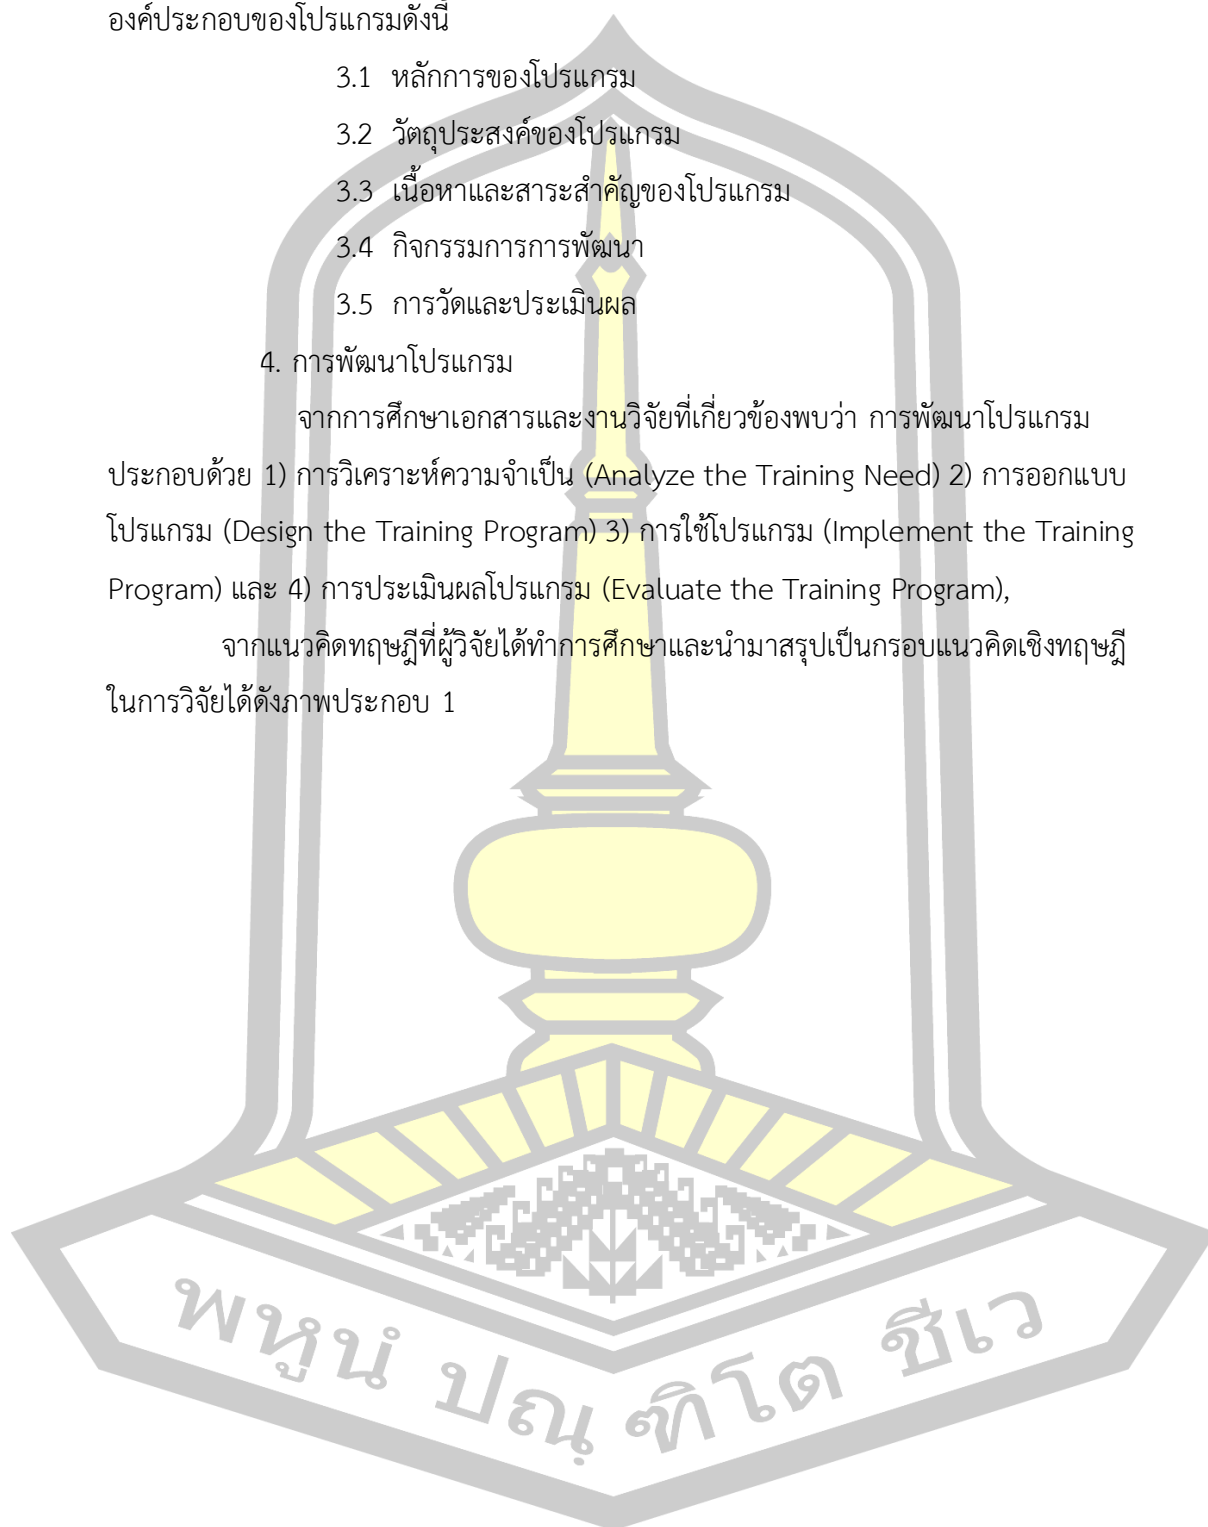 องค์ประกอบของโปรแกรมดังนี้
3.1 หลักการของโปรแกรม
3.2 วัตถุประสงค์ของโปรแกรม
3.3 เนื้อหาและสาระสำคัญของโปรแกรม
3.4 กิจกรรมการการพัฒนา
3.5 การวัดและประเมินผล
4. การพัฒนาโปรแกรม
จากการศึกษาเอกสารและงานวิจัยที่เกี่ยวข้องพบว่า การพัฒนาโปรแกรม
ประกอบด้วย 1) การวิเคราะห์ความจำเป็น (Analyze the Training Need) 2) การออกแบบ
โปรแกรม (Design the Training Program) 3) การใช้โปรแกรม (Implement the Training
Program) และ 4) การประเมินผลโปรแกรม (Evaluate the Training Program),
จากแนวคิดทฤษฎีที่ผู้วิจัยได้ทำการศึกษาและนำมาสรุปเป็นกรอบแนวคิดเชิงทฤษฎี
ในการวิจัยได้ดังภาพประกอบ 1
พหูนํ ปณฺฑิโต ชีเว